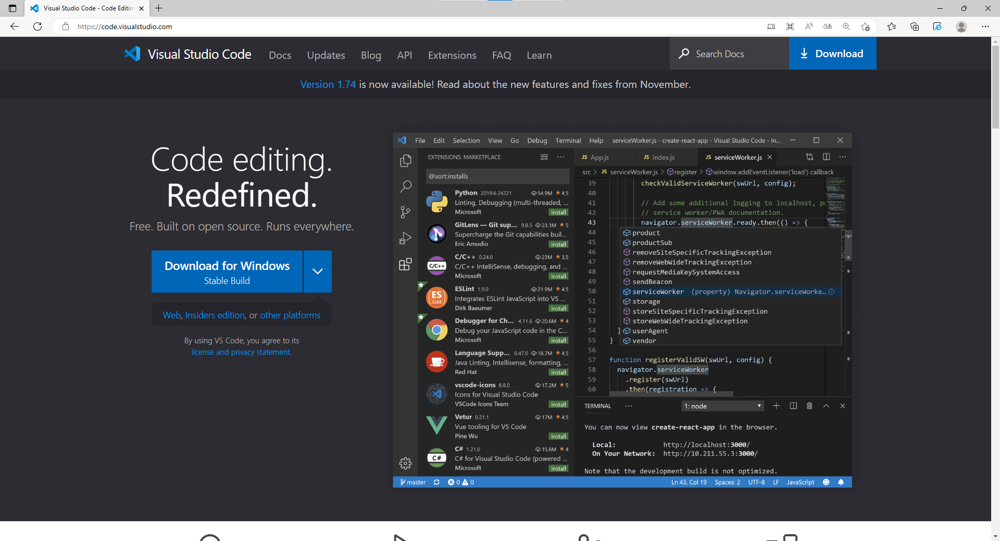 Visual Studio Code - Code Editin
https://code.visualstudio.com
Visual Studio Code
Docs
Updates
Blog
API
Extensions
FAQ
Learn
Search Docs
Download
Version 1.74 is now available! Read about the new features and fixes from November.
Code editing.
Redefined.
Free. Built on open source. Runs everywhere.
Download for Windows
Stable Build
Web, Insiders edition, or other platforms
By using VS Code, you agree to its
license and privacy statement.
File Edit Selection View Go Debug Terminal Help serviceWorker.js - create-react-app - Visual Studio Code - In...
EXTENSIONS: MARKETPLACE
@sort:installs
Python 2019.6.24221 54.9M 4.5
Linting, Debugging (multi-threaded, ...
Microsoft Install
GitLens — Git sup... 9.8.5 23.1M 5
Supercharge the Git capabilities buil...
Eric Amodio Install
C/C++
C/C++ 0.24.0 23M 3.5
C/C++ IntelliSense, debugging, and ...
Microsoft Install
ES
Lint
ESLint 1.9.0 21.9M 4.5
Integrates ESLint JavaScript into VS ...
Dirk Baeumer Install
Debugger for Ch... 4.11.6 20.6M 4
Debug your JavaScript code in the C...
Microsoft Install
Language Supp... 0.47.0 18.7M 4.5
Java Linting, Intellisense, formatting, ...
Red Hat Install
vscode-icons 8.8.0 17.2M 5
Icons for Visual Studio Code
VSCode Icons Team Install
Vetur 0.21.1 17M 4.5
Vue tooling for VS Code
Pine Wu Install
C#
C# 1.21.0 15.6M 4
C# for Visual Studio Code (powered ...
Microsoft Install
JS App.js JS index.js JS serviceWorker.js
src > JS serviceWorker.js > register > window.addEventListener('load') callback
39 checkValidServiceWorker(swUrl, config);
40
41 // Add some additional logging to localhost, po
42 // service worker/PWA documentation.
43 navigator.serviceWorker.ready.then(() => {
44 product
45 productSub
46 removeSiteSpecificTrackingException
47 removeWebWideTrackingException
48 requestMediaKeySystemAccess
49 sendBeacon
50 serviceWorker (property) Navigator.serviceWorke...
51 storage
52 storeSiteSpecificTrackingException
53 storeWebWideTrackingException
54 } userAgent
55 } vendor
56
57 function registerValidSW(swUrl, config) {
58 navigator.serviceWorker
59 .register(swUrl)
60 .then(registration => {
TERMINAL ... 1: node
You can now view create-react-app in the browser.
Local: http://localhost:3000/
On Your Network: http://10.211.55.3:3000/
Note that the development build is not optimized.
master 0 0 Ln 43, Col 19 Spaces: 2 UTF-8 LF JavaScript